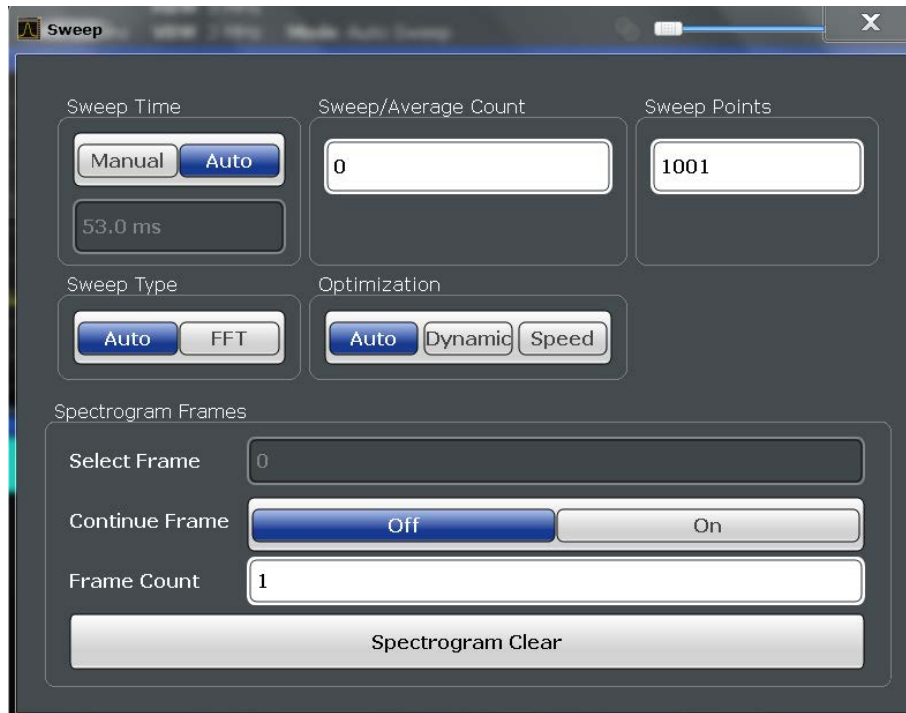 Sweep
X
Sweep Time
Sweep/Average Count
Sweep Points
Manual Auto
0
1001
53.0 ms
Sweep Type
Optimization
Auto FFT
Auto Dynamic Speed
Spectrogram Frames
Select Frame 0
Continue Frame Off On
Frame Count 1
Spectrogram Clear